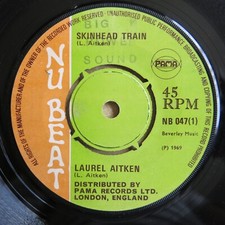 BIG F
SKINHEAD TRAIN
(L. Aitken)
SOUND
PAMA
NU BEAT
45
RPM
NB 047(1)
Beverley Music
(P) 1969
LAUREL AITKEN
(L. Aitken)
DISTRIBUTED BY
PAMA RECORDS LTD.
LONDON, ENGLAND
UNAUTHORISED PUBLIC PERFORMANCE, BROADCASTING AND COPYING OF THIS RECORD PROHIBITED
ALL RIGHTS OF THE MANUFACTURER AND OF THE OWNER OF THE RECORDED WORK RESERVED